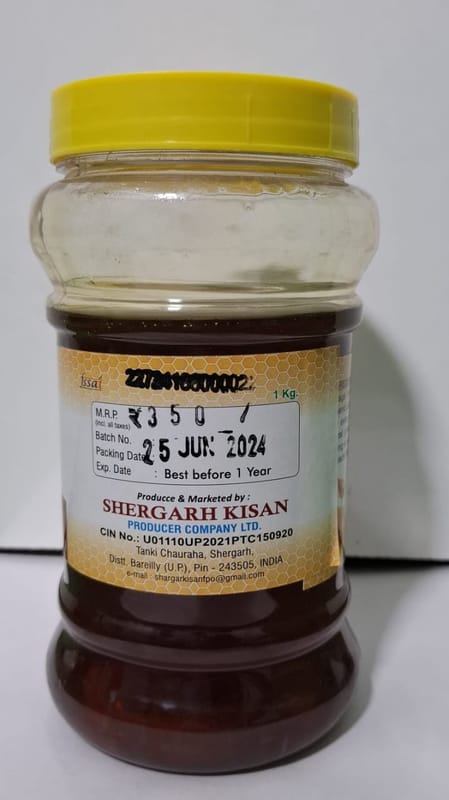 fssai
1 Kg.
M.R.P. ₹350/
(incl. all taxes)
Batch No.
Packing Date 25 JUN 2024
Exp. Date : Best before 1 Year
Producce & Marketed by :
SHERGARH KISAN
PRODUCER COMPANY LTD.
CIN No.: U01110UP2021PTC150920
Tanki Chauraha, Shergarh,
Distt. Bareilly (U.P.), Pin - 243505, INDIA
e-mail : shargarkisanfpo@gmail.com